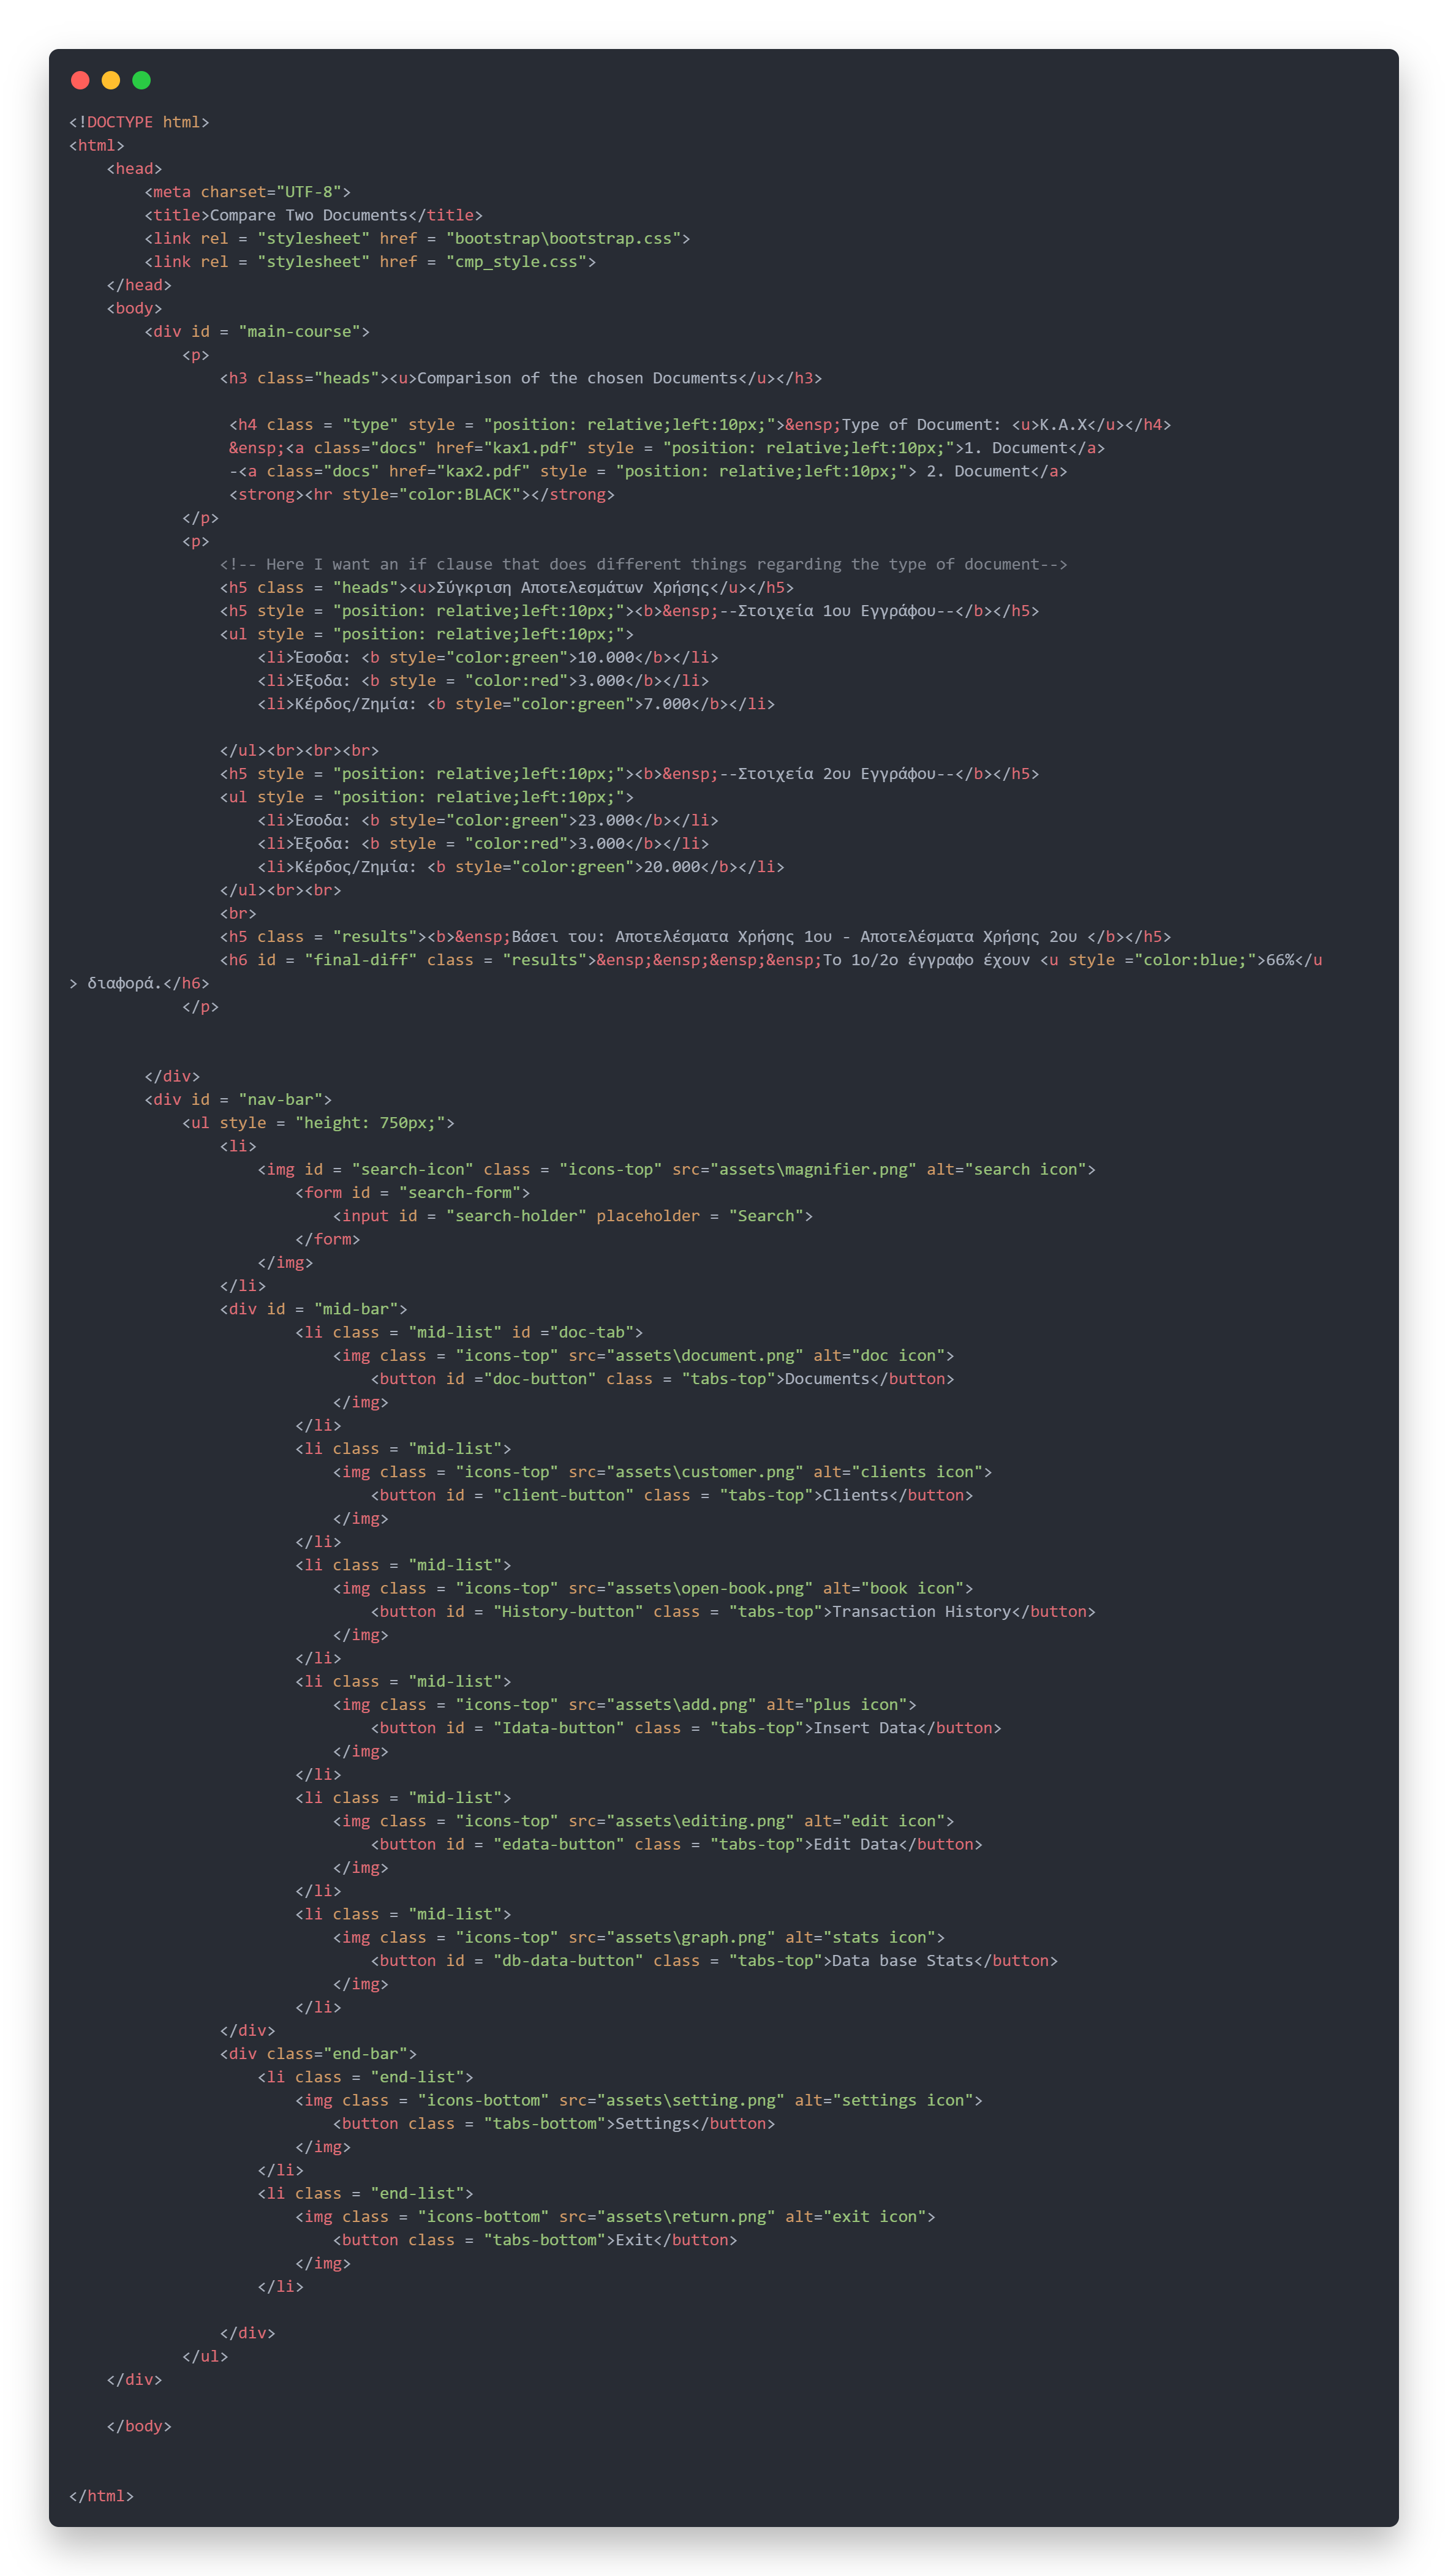 <!DOCTYPE html>
<html>
    <head>
        <meta charset="UTF-8">
        <title>Compare Two Documents</title>
        <link rel = "stylesheet" href = "bootstrap\bootstrap.css">
        <link rel = "stylesheet" href = "cmp_style.css">
    </head>
    <body>
        <div id = "main-course">
            <p>
                <h3 class="heads"><u>Comparison of the chosen Documents</u></h3>

                 <h4 class = "type" style = "position: relative;left:10px;">&ensp;Type of Document: <u>K.A.X</u></h4>
                 &ensp;<a class="docs" href="kax1.pdf" style = "position: relative;left:10px;">1. Document</a>
                 -<a class="docs" href="kax2.pdf" style = "position: relative;left:10px;"> 2. Document</a>
                 <strong><hr style="color:BLACK"></strong>
            </p>
            <p>
                <!-- Here I want an if clause that does different things regarding the type of document-->
                <h5 class = "heads"><u>Σύγκριση Αποτελεσμάτων Χρήσης</u></h5>
                <h5 style = "position: relative;left:10px;"><b>&ensp;--Στοιχεία 1ου Εγγράφου--</b></h5>
                <ul style = "position: relative;left:10px;">
                    <li>Έσοδα: <b style="color:green">10.000</b></li>
                    <li>Έξοδα: <b style = "color:red">3.000</b></li>
                    <li>Κέρδος/Ζημία: <b style="color:green">7.000</b></li>

                </ul><br><br><br>
                <h5 style = "position: relative;left:10px;"><b>&ensp;--Στοιχεία 2ου Εγγράφου--</b></h5>
                <ul style = "position: relative;left:10px;">
                    <li>Έσοδα: <b style="color:green">23.000</b></li>
                    <li>Έξοδα: <b style = "color:red">3.000</b></li>
                    <li>Κέρδος/Ζημία: <b style="color:green">20.000</b></li>
                </ul><br><br>
                <br>
                <h5 class = "results"><b>&ensp;Βάσει του: Αποτελέσματα Χρήσης 1ου - Αποτελέσματα Χρήσης 2ου </b></h5>
                <h6 id = "final-diff" class = "results">&ensp;&ensp;&ensp;&ensp;Το 1ο/2ο έγγραφο έχουν <u style ="color:blue;">66%</u
> διαφορά.</h6>
            </p>


        </div>
        <div id = "nav-bar">
            <ul style = "height: 750px;">
                <li>
                    <img id = "search-icon" class = "icons-top" src="assets\magnifier.png" alt="search icon">
                        <form id = "search-form">
                            <input id = "search-holder" placeholder = "Search">
                        </form>
                    </img>
                </li>
                <div id = "mid-bar">
                        <li class = "mid-list" id ="doc-tab">
                            <img class = "icons-top" src="assets\document.png" alt="doc icon">
                                <button id ="doc-button" class = "tabs-top">Documents</button>
                            </img>
                        </li>
                        <li class = "mid-list">
                            <img class = "icons-top" src="assets\customer.png" alt="clients icon">
                                <button id = "client-button" class = "tabs-top">Clients</button>
                            </img>
                        </li>
                        <li class = "mid-list">
                            <img class = "icons-top" src="assets\open-book.png" alt="book icon">
                                <button id = "History-button" class = "tabs-top">Transaction History</button>
                            </img>
                        </li>
                        <li class = "mid-list">
                            <img class = "icons-top" src="assets\add.png" alt="plus icon">
                                <button id = "Idata-button" class = "tabs-top">Insert Data</button>
                            </img>
                        </li>
                        <li class = "mid-list">
                            <img class = "icons-top" src="assets\editing.png" alt="edit icon">
                                <button id = "edata-button" class = "tabs-top">Edit Data</button>
                            </img>
                        </li>
                        <li class = "mid-list">
                            <img class = "icons-top" src="assets\graph.png" alt="stats icon">
                                <button id = "db-data-button" class = "tabs-top">Data base Stats</button>
                            </img>
                        </li>
                </div>
                <div class="end-bar">
                    <li class = "end-list">
                        <img class = "icons-bottom" src="assets\setting.png" alt="settings icon">
                            <button class = "tabs-bottom">Settings</button>
                        </img>
                    </li>
                    <li class = "end-list">
                        <img class = "icons-bottom" src="assets\return.png" alt="exit icon">
                            <button class = "tabs-bottom">Exit</button>
                        </img>
                    </li>

                </div>
            </ul>
    </div>

    </body>


</html>